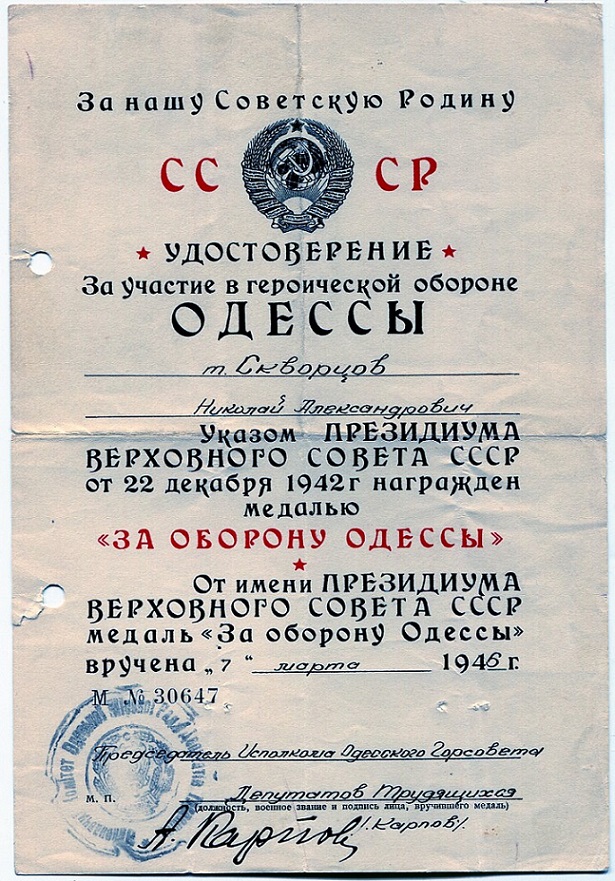 За нашу Советскую Родину
СС СР
УДОСТОВЕРЕНИЕ
За участие в героической обороне
ОДЕССЫ
т. Скворцов
Николай Александрович
Указом ПРЕЗИДИУМА
ВЕРХОВНОГО СОВЕТА СССР
от 22 декабря 1942 г награжден
медалью
«ЗА ОБОРОНУ ОДЕССЫ»
От имени ПРЕЗИДИУМА
ВЕРХОВНОГО СОВЕТА СССР
медаль «За оборону Одессы»
вручена „7“ марта 1946 г.
М № 30647
Председатель Исполкома Одесского Горсовета
Депутатов Трудящихся
М. П. (должность, военное звание и подпись лица, вручившего медаль)
А. Карпов /Карпов/.